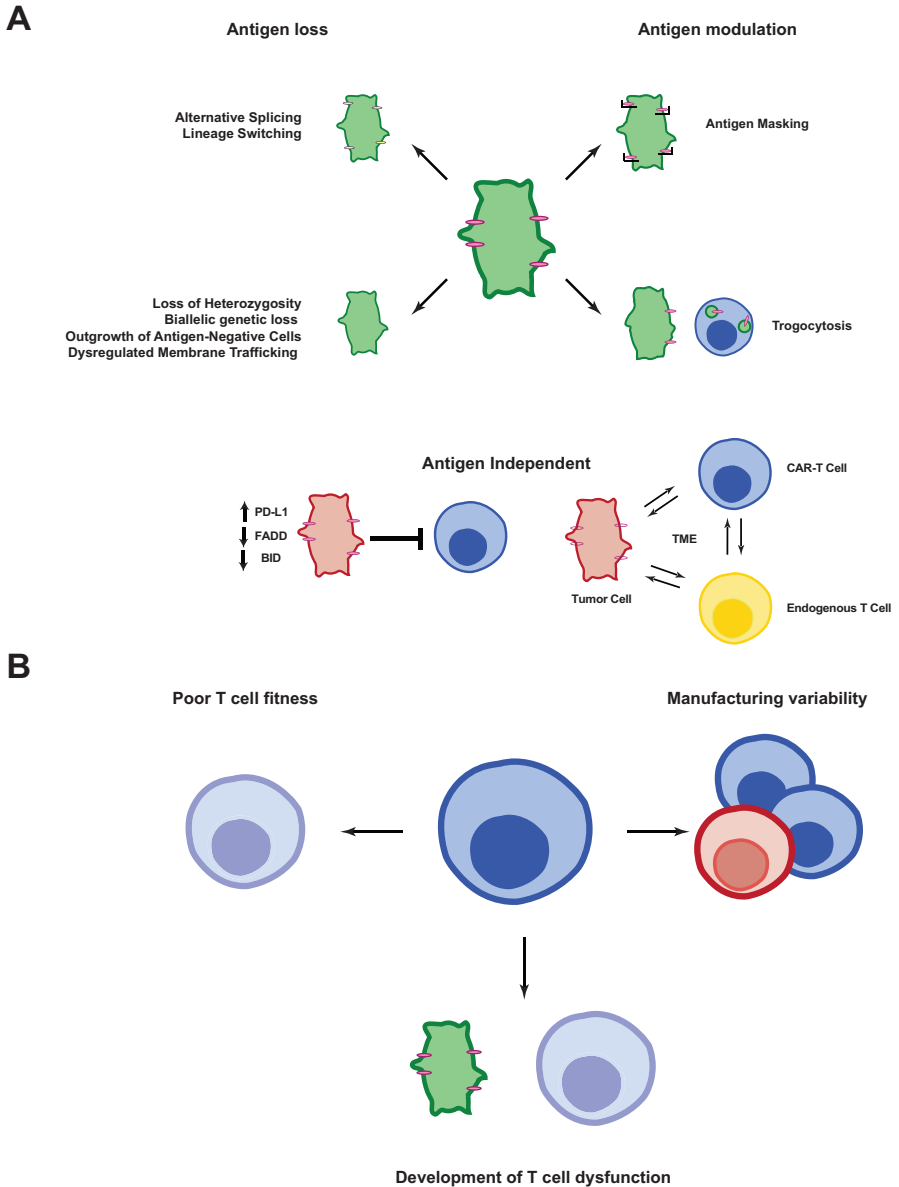 A
Antigen loss
Antigen modulation
Alternative Splicing
Lineage Switching
Antigen Masking
Loss of Heterozygosity
Biallelic genetic loss
Outgrowth of Antigen-Negative Cells
Dysregulated Membrane Trafficking
Trogocytosis
Antigen Independent
PD-L1
FADD
BID
CAR-T Cell
TME
Tumor Cell
Endogenous T Cell
B
Poor T cell fitness
Manufacturing variability
Development of T cell dysfunction